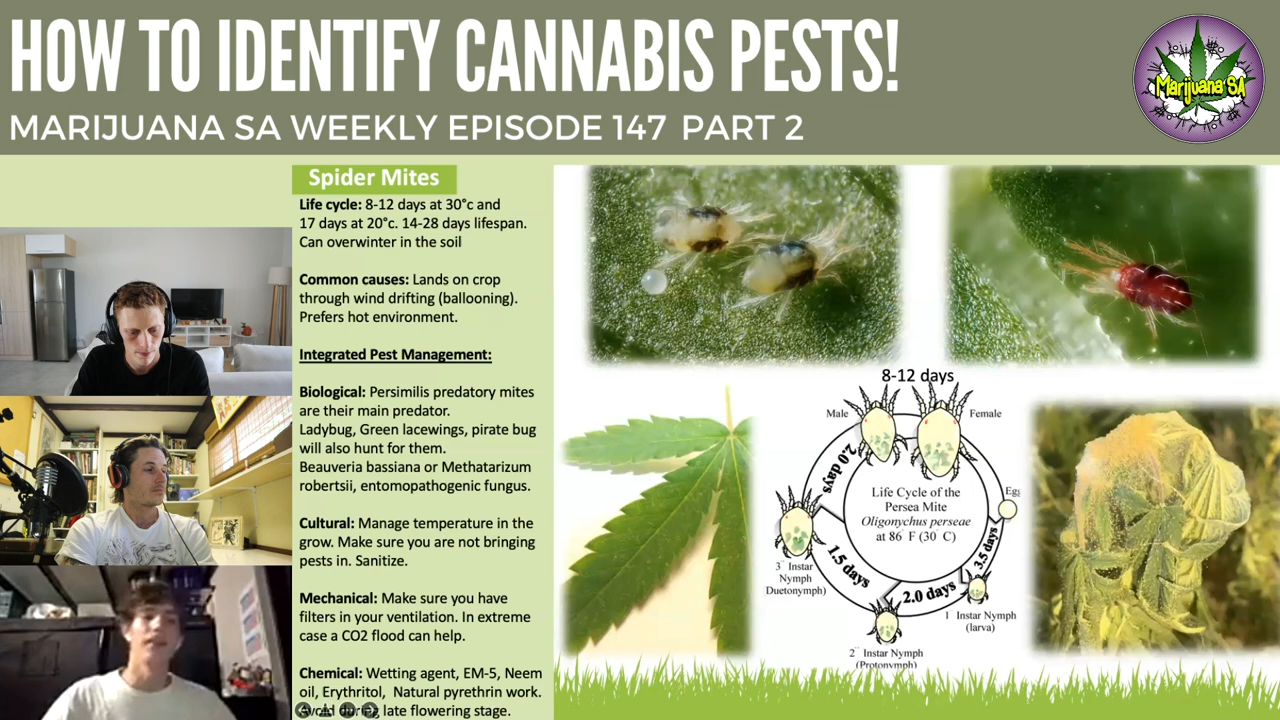 HOW TO IDENTIFY CANNABIS PESTS!
MARIJUANA SA WEEKLY EPISODE 147 PART 2
Marijuana SA
Spider Mites
Life cycle: 8-12 days at 30°c and
17 days at 20°c. 14-28 days lifespan.
Can overwinter in the soil
Common causes: Lands on crop
through wind drifting (ballooning).
Prefers hot environment.
Integrated Pest Management:
Biological: Persimilis predatory mites
are their main predator.
Ladybug, Green lacewings, pirate bug
will also hunt for them.
Beauveria bassiana or Methatarizum
robertsii, entomopathogenic fungus.
Cultural: Manage temperature in the
grow. Make sure you are not bringing
pests in. Sanitize.
Mechanical: Make sure you have
filters in your ventilation. In extreme
case a CO2 flood can help.
Chemical: Wetting agent, EM-5, Neem
oil, Erythritol, Natural pyrethrin work.
Avoid during late flowering stage.
8-12 days
Male
Female
2.0 days
Life Cycle of the
Persea Mite
Oligonychus perseae
at 86 F (30 C)
Egg
3.5 days
1 Instar Nymph
(larva)
2.0 days
2 Instar Nymph
(Protonymph)
1.5 days
3 Instar
Nymph
Duetonymph)